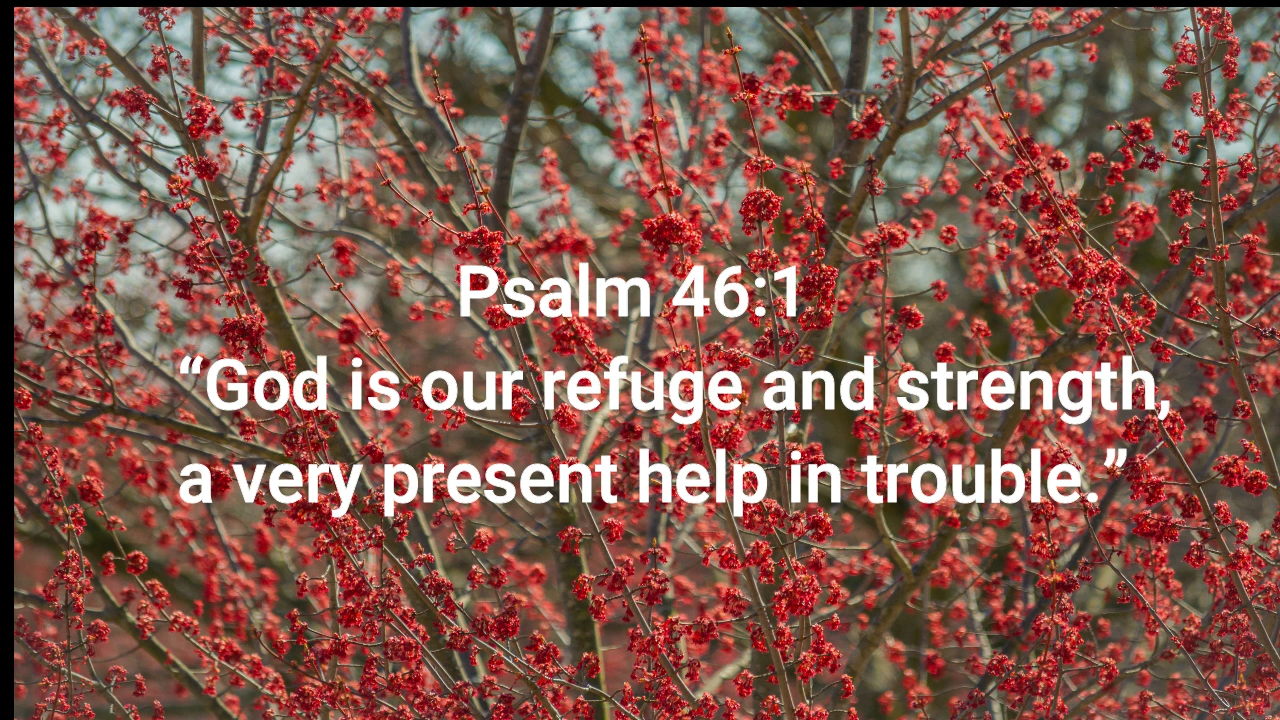 Psalm 46:1
“God is our refuge and strength,
a very present help in trouble.”